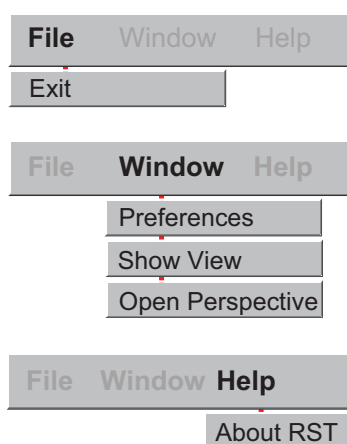 File Window Help
Exit
File Window Help
Preferences
Show View
Open Perspective
File Window Help
About RST